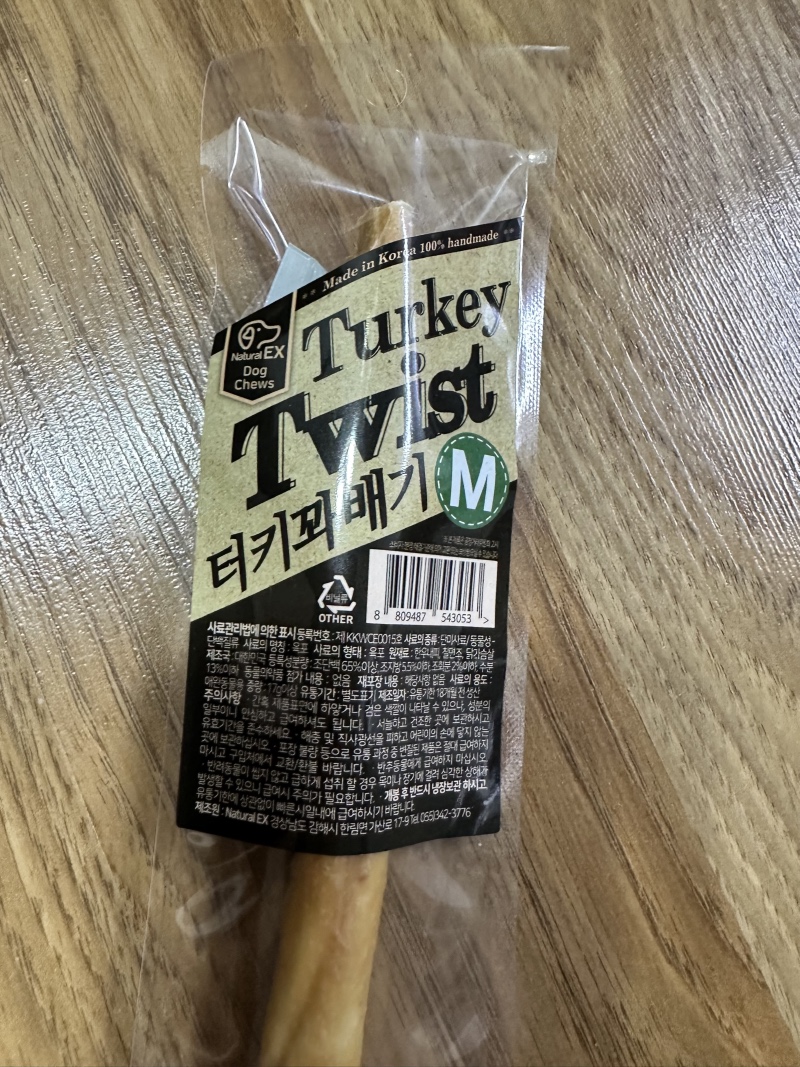 Made in Korea 100% handmade
Natural EX
Dog
Chews
Turkey
Twist
터키꽈배기
M
비닐류
OTHER
8 809487 543053 >
사료관리법에 의한 표시 등록번호 : 제 KKWCE0015호 사료의 종류 : 단미사료/동물성-
단백질류 사료의 명칭 : 육포 사료의 형태 : 육포 원재료 : 한우네피, 칠면조, 닭가슴살
제조국 : 대한민국 등록성분량 : 조단백 65%이상, 조지방 5.5%이하, 조회분 2%이하, 수분
13%이하 동물의약품 첨가 내용 : 없음 재포장 내용 : 해당사항 없음 사료의 용도 :
애완동물용 중량 : 17g이상 유통기간 : 별도표기 제조일자 : 유통기한 18개월 전 생산
주의사항 · 건축 제품표면에 하얗거나 검은 색깔이 나타날 수 있으나, 성분의
일부이니 안심하고 급여하셔도 됩니다. · 서늘하고 건조한 곳에 보관하시고
유효기간을 준수하세요. · 해충 및 직사광선을 피하고 어린이의 손에 닿지 않는
곳에 보관하십시오. · 포장 불량 등으로 유통 과정 중 변질된 제품은 절대 급여하지
마시고 구입처에서 교환/환불 바랍니다. · 반추동물에게 급여하지 마십시오.
· 반려동물이 씹지 않고 급하게 섭취 할 경우 목이나 장기에 걸려 심각한 상해가
발생할 수 있으니 급여시 주의가 필요합니다. · 개봉 후 반드시 냉장보관 하시고,
유통기한에 상관없이 빠른시일내에 급여하시기 바랍니다.
제조원 : Natural EX 경상남도 김해시 한림면 가산로 17-9 Tel. 055)342-3776